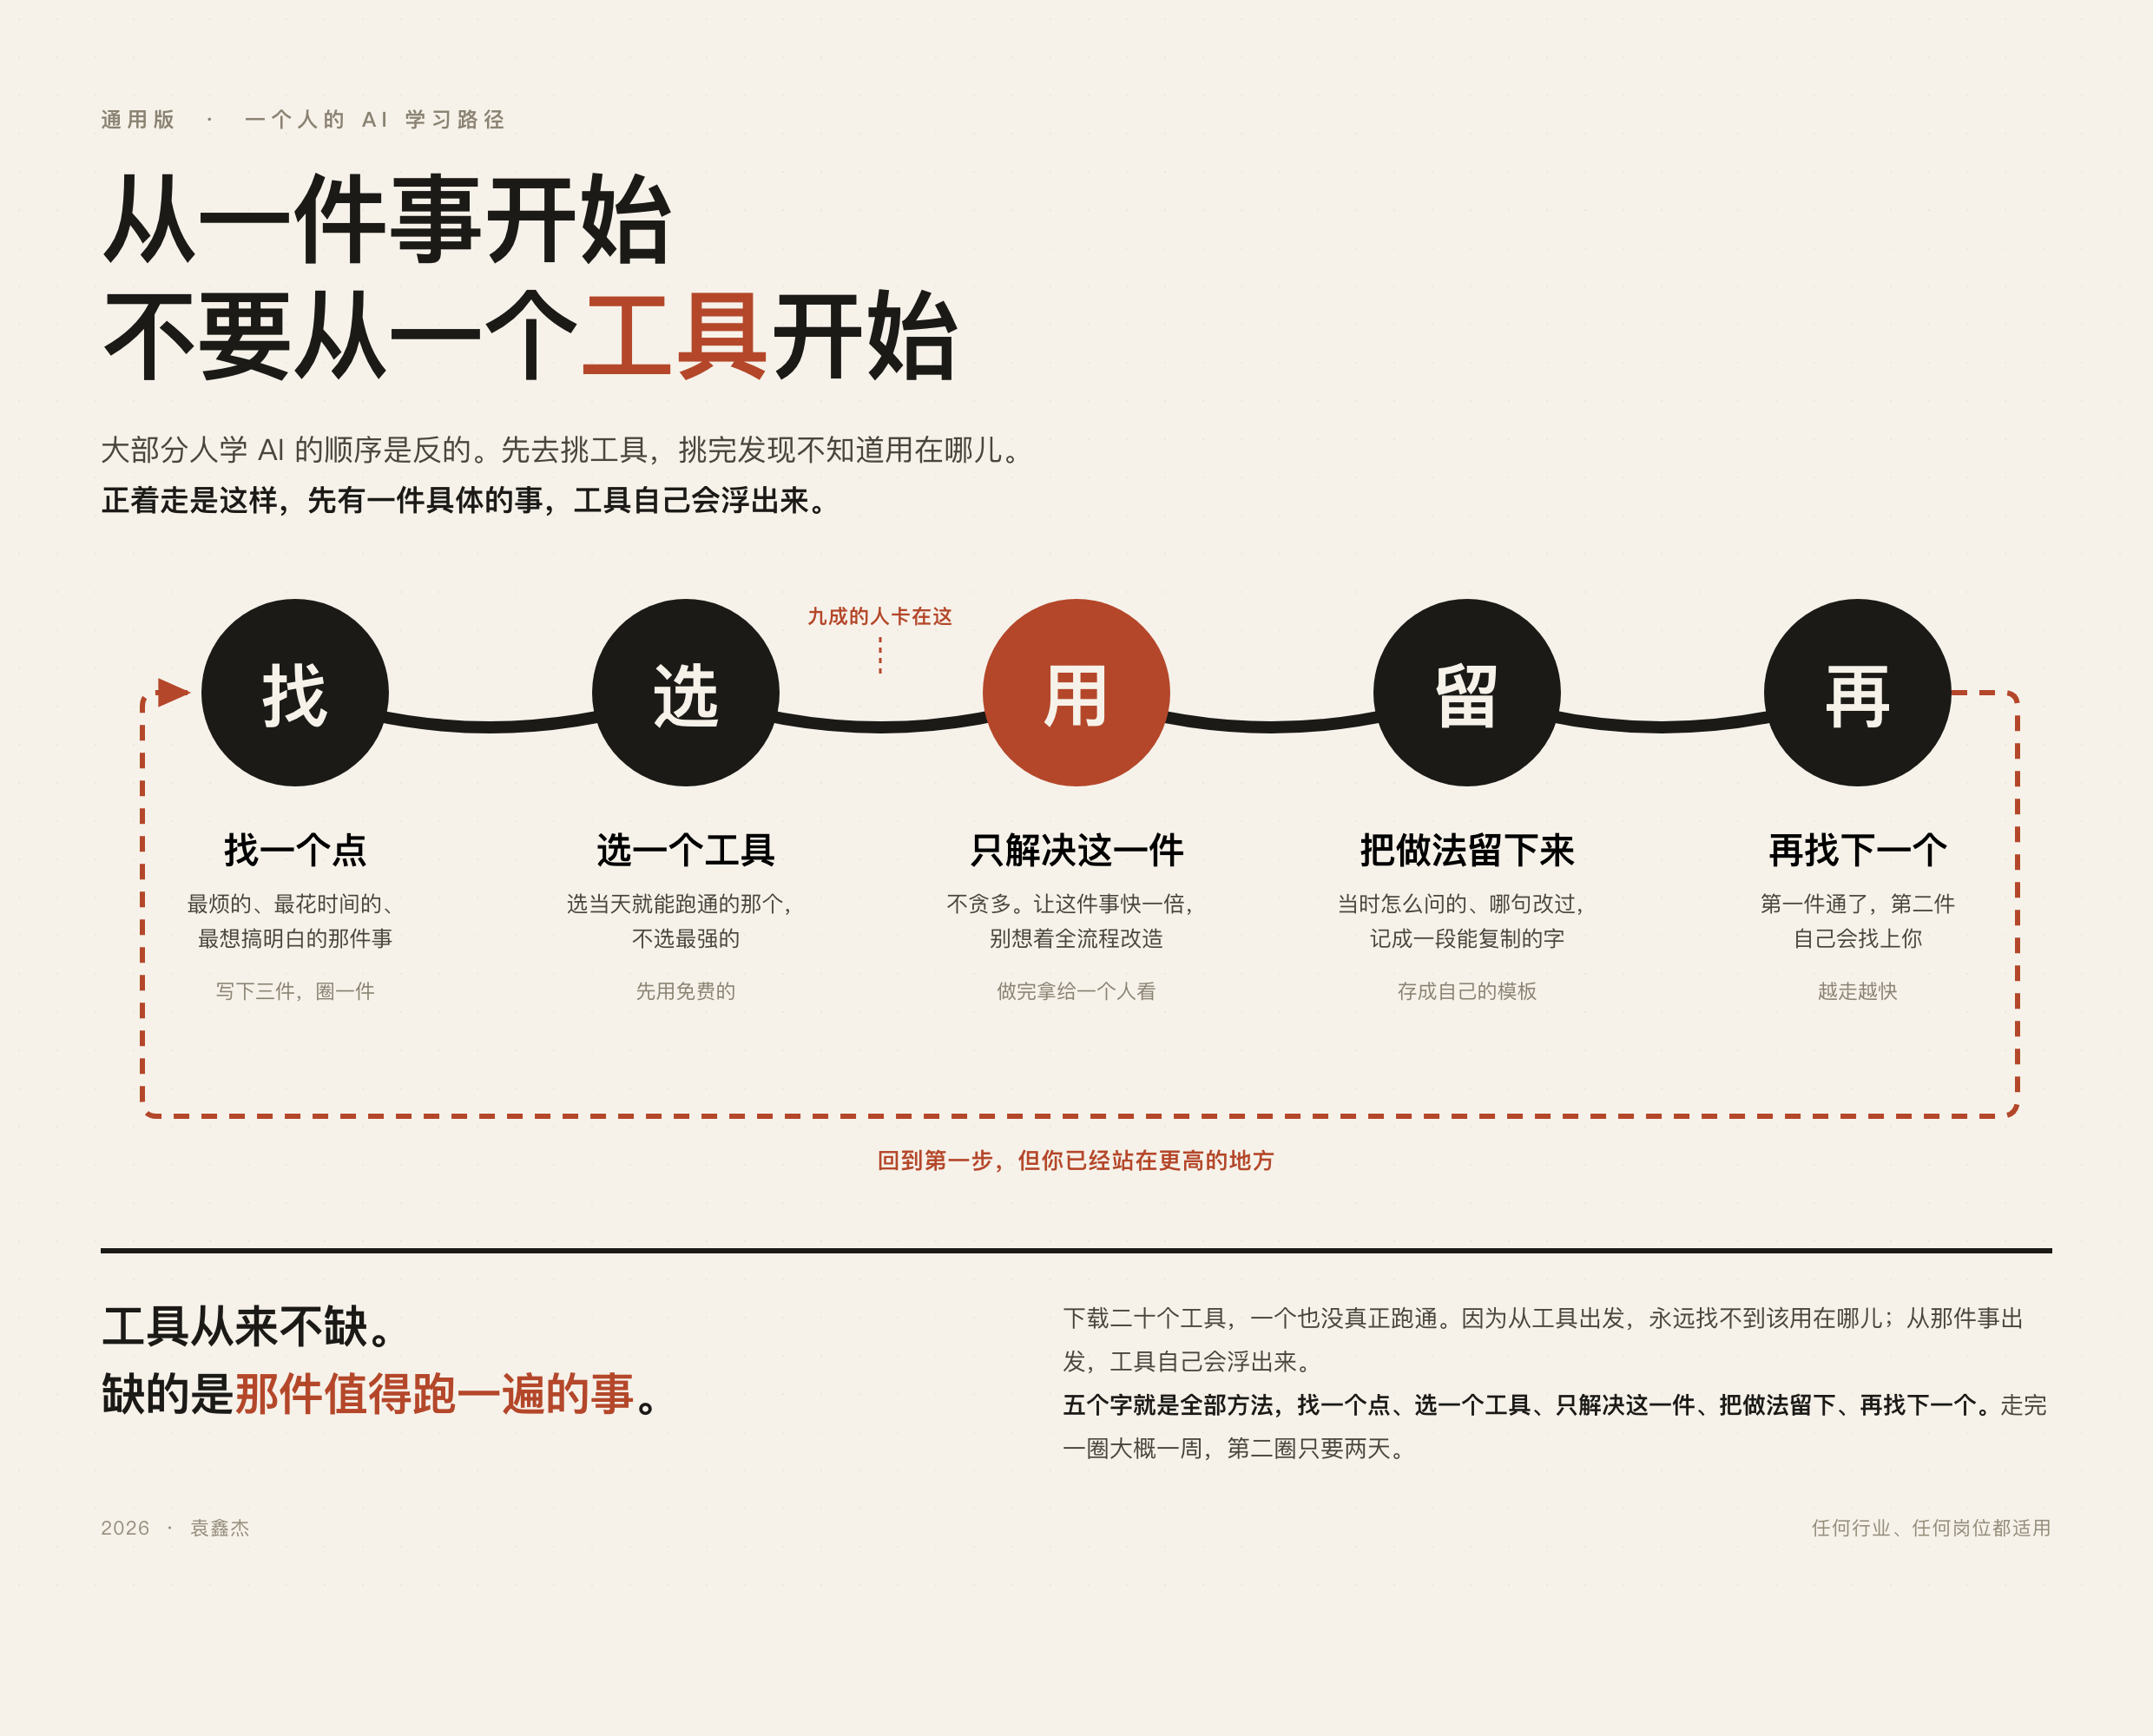 通用版 · 一个人的 AI 学习路径
从一件事开始
不要从一个工具开始
大部分人学 AI 的顺序是反的。先去挑工具，挑完发现不知道用在哪儿。
正着走是这样，先有一件具体的事，工具自己会浮出来。
九成的人卡在这
找
选
用
留
再
找一个点
最烦的、最花时间的、
最想搞明白的那件事
写下三件，圈一件
选一个工具
选当天就能跑通的那个，
不选最强的
先用免费的
只解决这一件
不贪多。让这件事快一倍，
别想着全流程改造
做完拿给一个人看
把做法留下来
当时怎么问的、哪句改过，
记成一段能复制的字
存成自己的模板
再找下一个
第一件通了，第二件
自己会找上你
越走越快
回到第一步，但你已经站在更高的地方
工具从来不缺。
缺的是那件值得跑一遍的事。
下载二十个工具，一个也没真正跑通。因为从工具出发，永远找不到该用在哪儿；从那件事出
发，工具自己会浮出来。
五个字就是全部方法，找一个点、选一个工具、只解决这一件、把做法留下、再找下一个。走完
一圈大概一周，第二圈只要两天。
2026 · 袁鑫杰
任何行业、任何岗位都适用